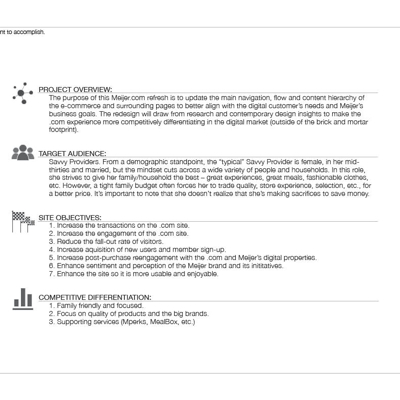 nt to accomplish.
PROJECT OVERVIEW:
The purpose of this Meijer.com refresh is to update the main navigation, flow and content hierarchy of
the e-commerce and surrounding pages to better align with the digital customer's needs and Meijer's
business goals. The redesign will draw from research and contemporary design insights to make the
.com experience more competitively differentiating in the digital market (outside of the brick and mortar
footprint).
TARGET AUDIENCE:
Savvy Providers. From a demographic standpoint, the "typical" Savvy Provider is female, in her mid-
thirties and married, but the mindset cuts across a wide variety of people and households. In this role,
she strives to give her family/household the best – great experiences, great meals, fashionable clothes,
etc. However, a tight family budget often forces her to trade quality, store experience, selection, etc., for
a better price. It's important to note that she doesn't realize that she's making sacrifices to save money.
SITE OBJECTIVES:
1. Increase the transactions on the .com site.
2. Increase the engagement of the .com site.
3. Reduce the fall-out rate of visitors.
4. Increase aquisition of new users and member sign-up.
5. Increase post-purchase reengagement with the .com and Meijer's digital properties.
6. Enhance sentiment and perception of the Meijer brand and its inititatives.
7. Enhance the site so it is more usable and enjoyable.
COMPETITIVE DIFFERENTIATION:
1. Family friendly and focused.
2. Focus on quality of products and the big brands.
3. Supporting services (Mperks, MealBox, etc.)